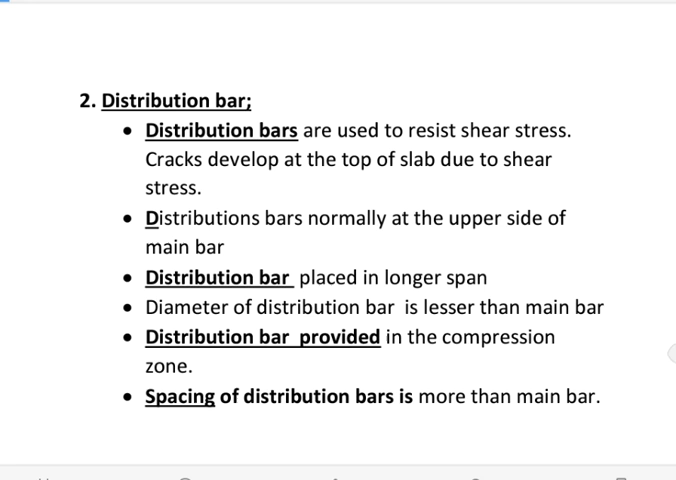 2. Distribution bar;
• Distribution bars are used to resist shear stress.
Cracks develop at the top of slab due to shear
stress.
• Distributions bars normally at the upper side of
main bar
• Distribution bar placed in longer span
• Diameter of distribution bar is lesser than main bar
• Distribution bar provided in the compression
zone.
• Spacing of distribution bars is more than main bar.